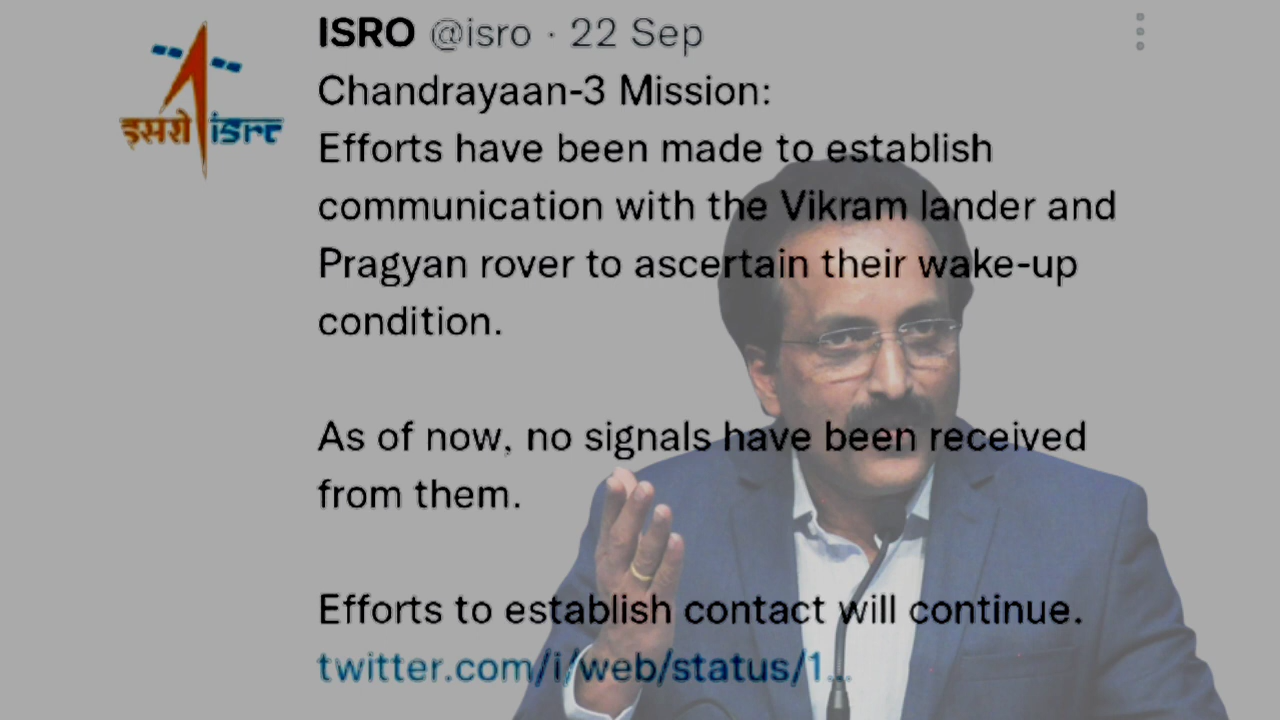 ISRO @isro · 22 Sep
इसरो isro
Chandrayaan-3 Mission:
Efforts have been made to establish
communication with the Vikram lander and
Pragyan rover to ascertain their wake-up
condition.
As of now, no signals have been received
from them.
Efforts to establish contact will continue.
twitter.com/i/web/status/1...